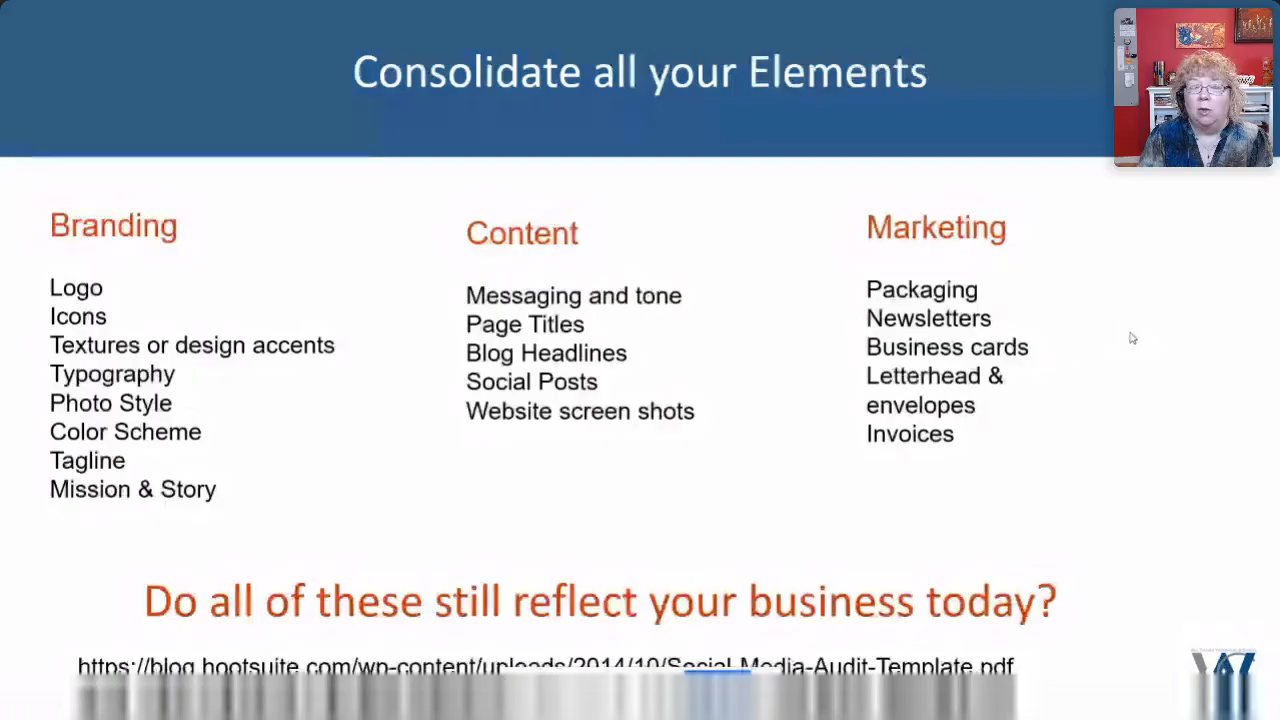 Consolidate all your Elements
Branding
Logo
Icons
Textures or design accents
Typography
Photo Style
Color Scheme
Tagline
Mission & Story
Content
Messaging and tone
Page Titles
Blog Headlines
Social Posts
Website screen shots
Marketing
Packaging
Newsletters
Business cards
Letterhead &
envelopes
Invoices
Do all of these still reflect your business today?
https://blog.hootsuite.com/wp-content/uploads/2014/10/Social-Media-Audit-Template.pdf